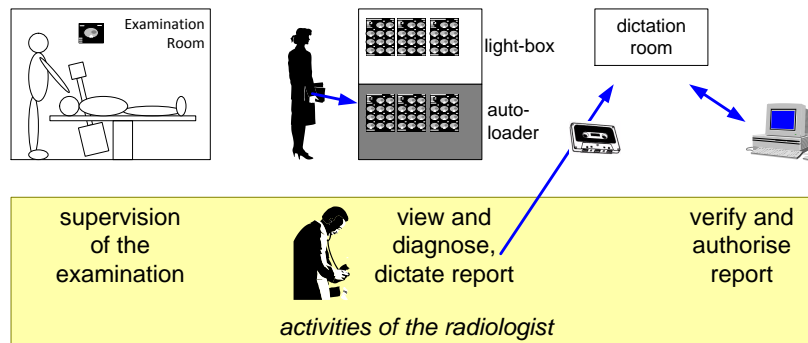 Examination
Room
light-box
auto-
loader
dictation
room
supervision
of the
examination
view and
diagnose,
dictate report
verify and
authorise
report
activities of the radiologist